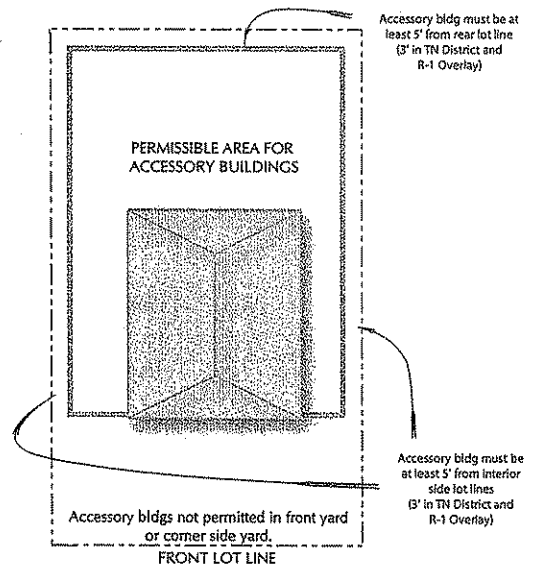 Accessory bldg must be at
least 5' from rear lot line
(3' in TN District and
R-1 Overlay)
PERMISSIBLE AREA FOR
ACCESSORY BUILDINGS
Accessory bldg must be
at least 5' from interior
side lot lines
(3' in TN District and
R-1 Overlay)
Accessory bldgs not permitted in front yard
or corner side yard.
FRONT LOT LINE